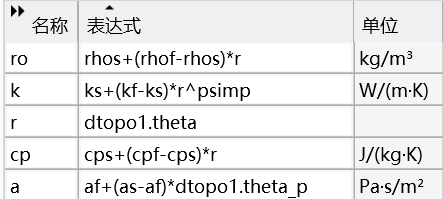 名称 表达式 单位
ro rhos+(rhof-rhos)*r kg/m³
k ks+(kf-ks)*r^psimp W/(m·K)
r dtopo1.theta
cp cps+(cpf-cps)*r J/(kg·K)
a af+(as-af)*dtopo1.theta_p Pa·s/m²